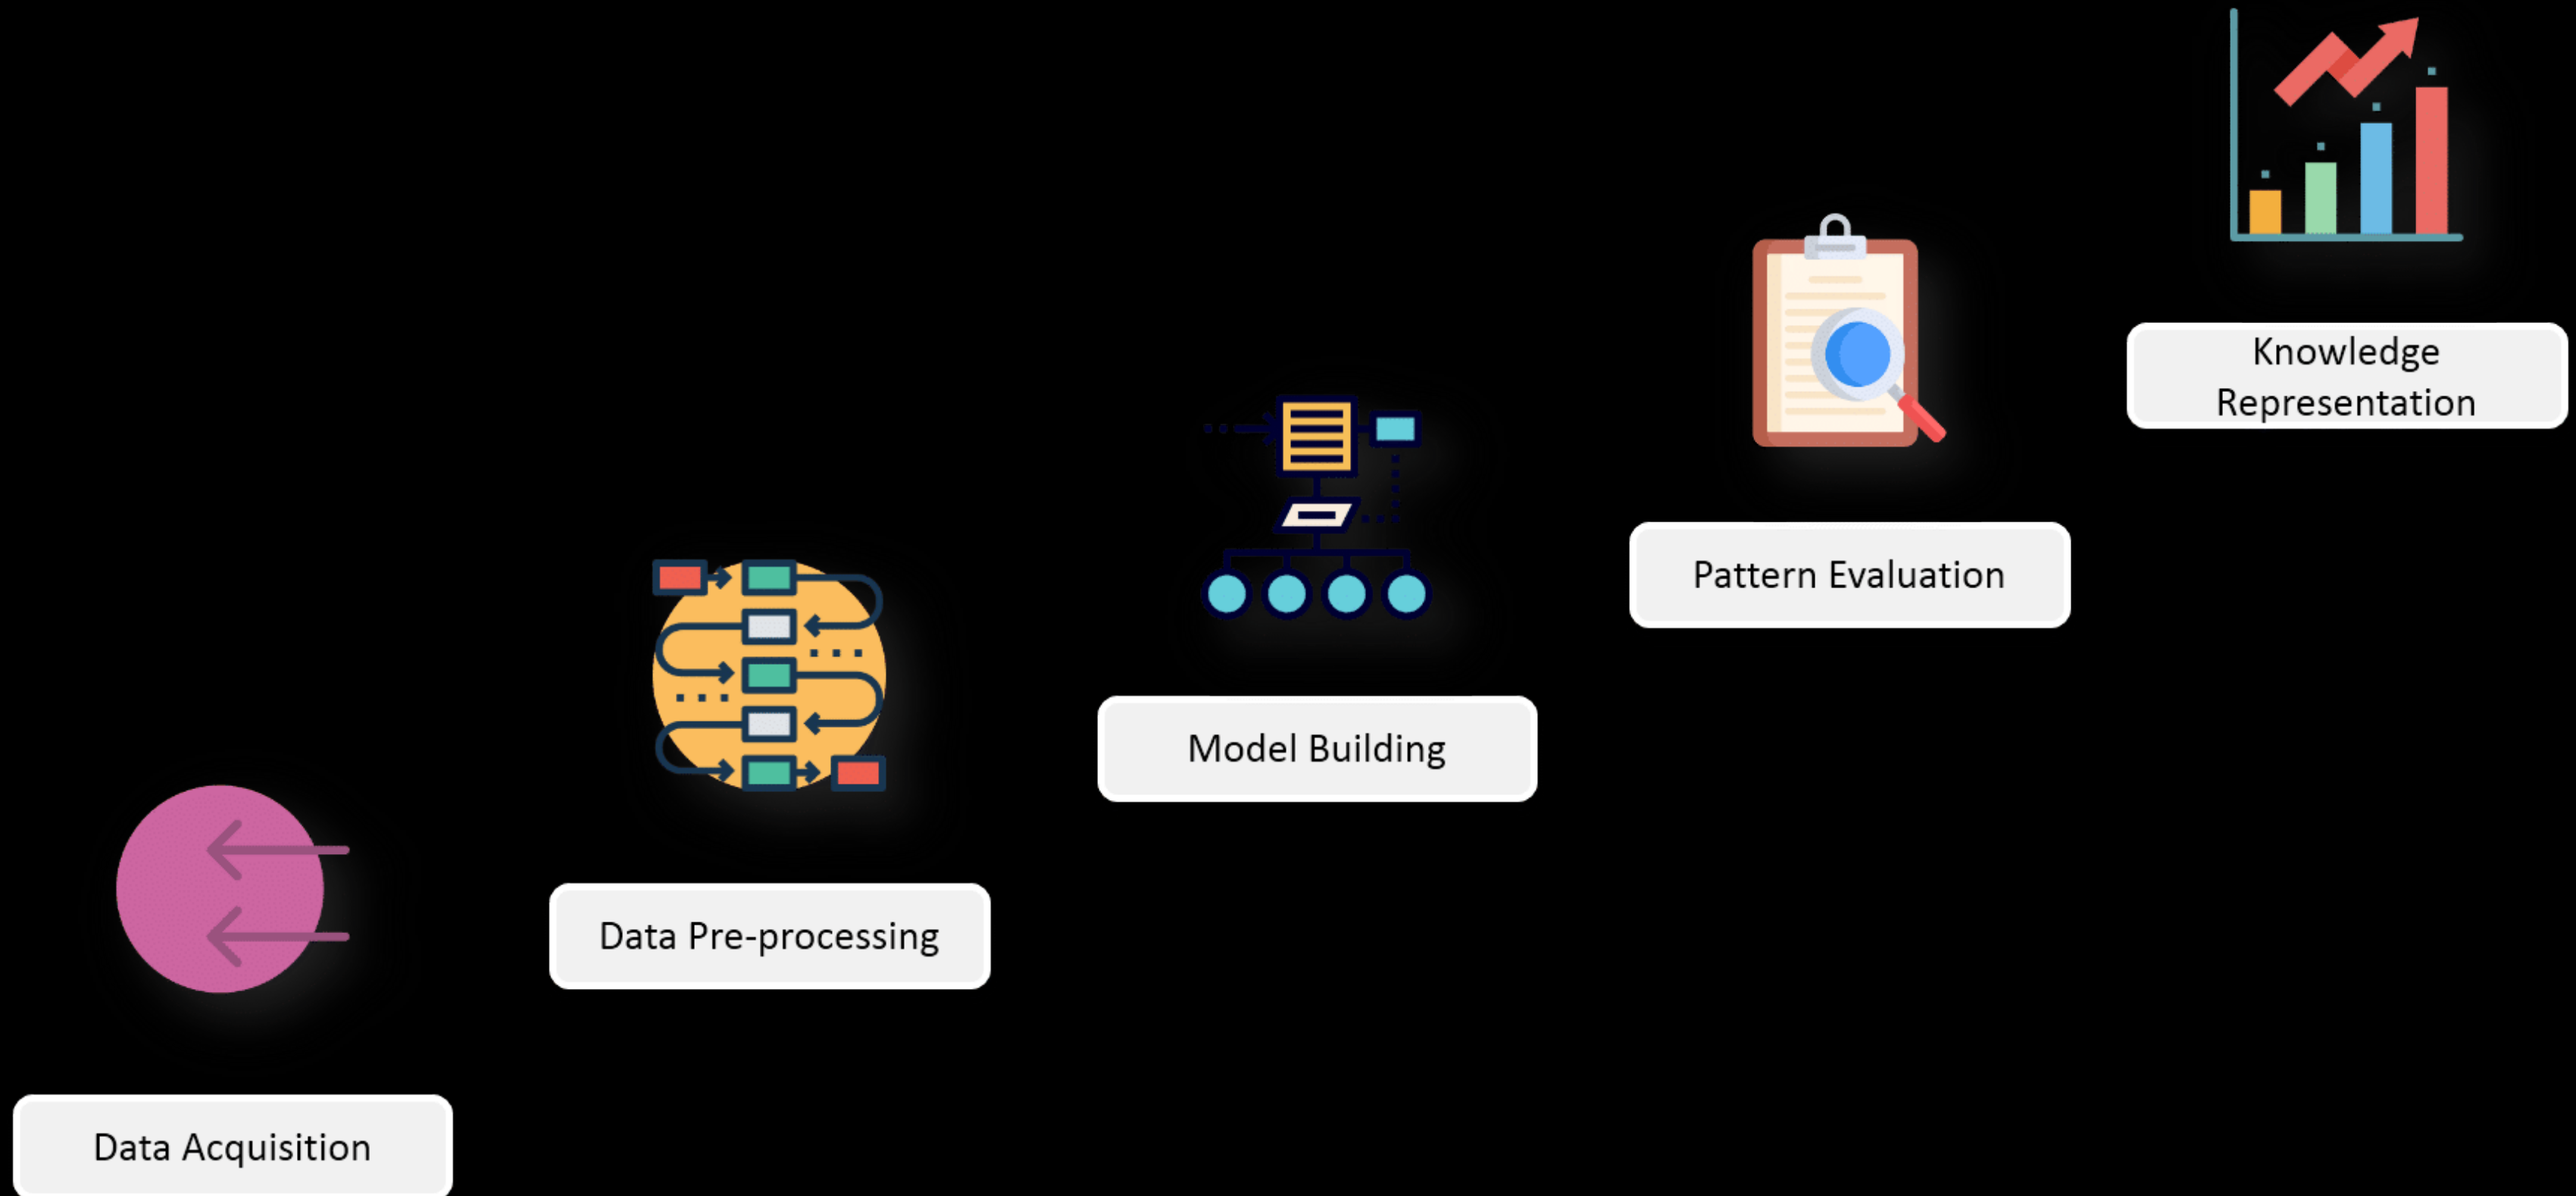 Data Acquisition
Data Pre-processing
Model Building
Pattern Evaluation
Knowledge
Representation